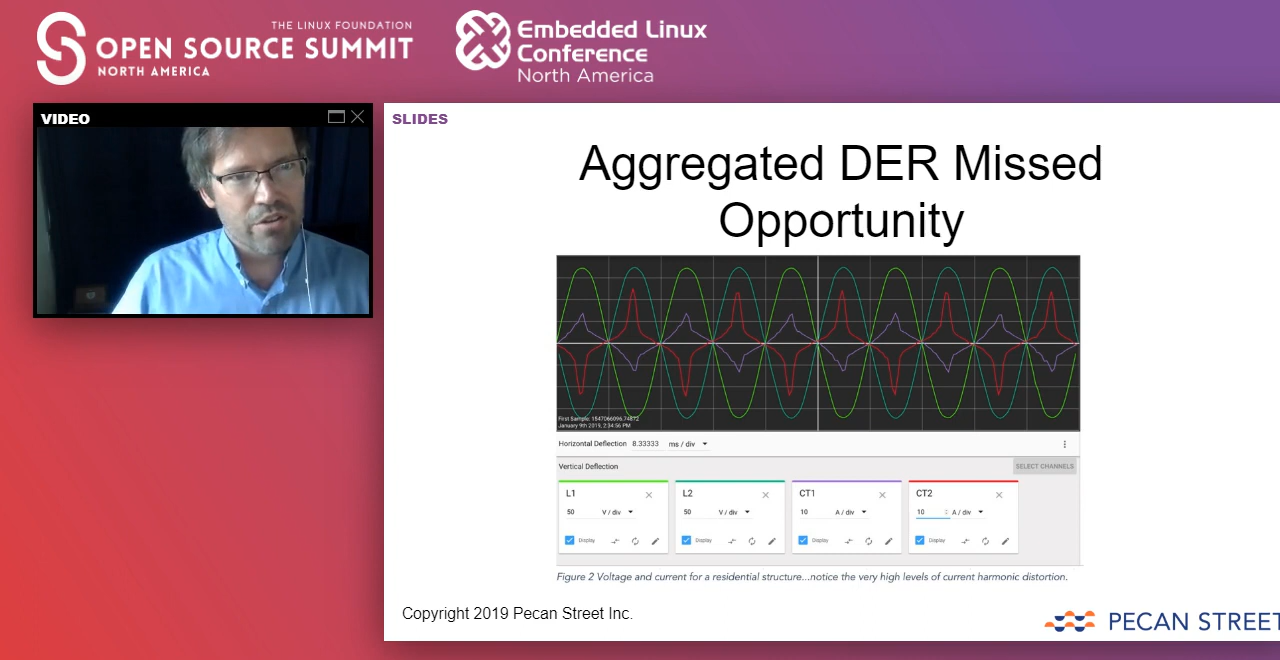 THE LINUX FOUNDATION
OPEN SOURCE SUMMIT
NORTH AMERICA
Embedded Linux
Conference
North America
VIDEO
SLIDES
Aggregated DER Missed
Opportunity
First Sample: 1547066096.74872
January 9th 2019, 2:34:56 PM
Horizontal Deflection 8.33333 ms / div
Vertical Deflection SELECT CHANNELS
L1 L2 CT1 CT2
50 V / div 50 V / div 10 A / div 10 A / div
Display Display Display Display
Figure 2 Voltage and current for a residential structure...notice the very high levels of current harmonic distortion.
Copyright 2019 Pecan Street Inc.
PECAN STREET